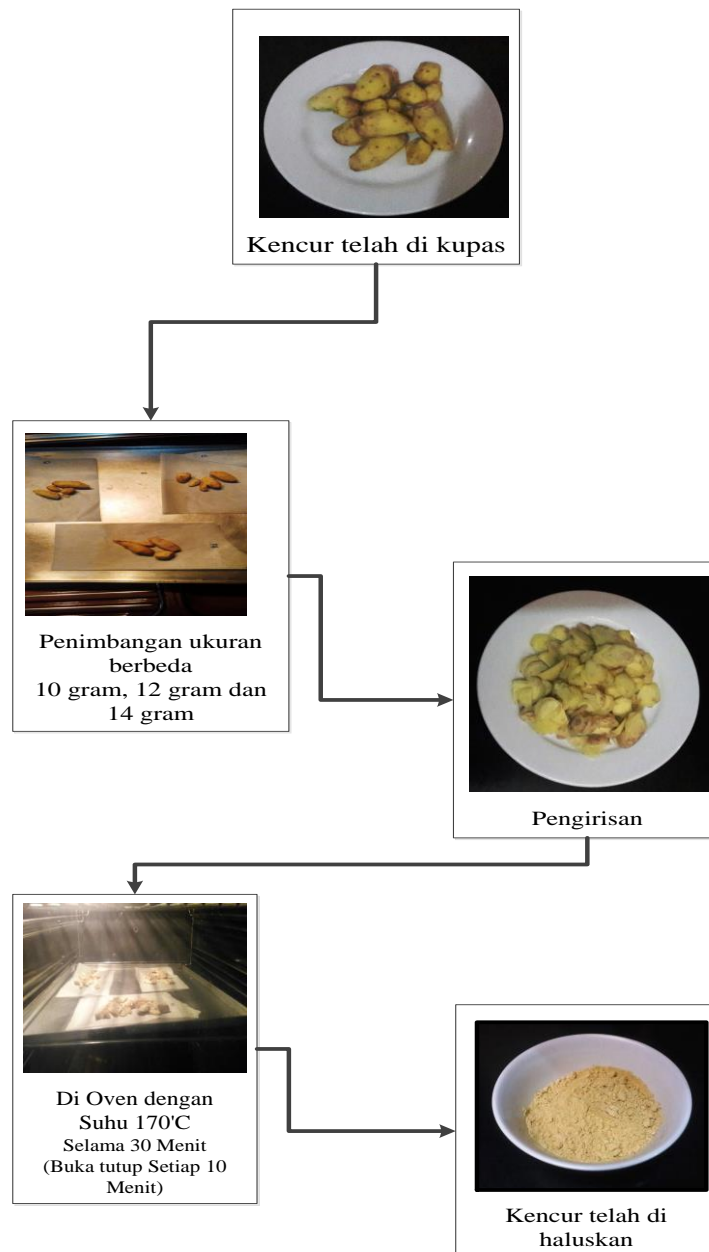 Kencur telah di kupas
Penimbangan ukuran
berbeda
10 gram, 12 gram dan
14 gram
Pengirisan
Di Oven dengan
Suhu 170'C
Selama 30 Menit
(Buka tutup Setiap 10
Menit)
Kencur telah di
haluskan